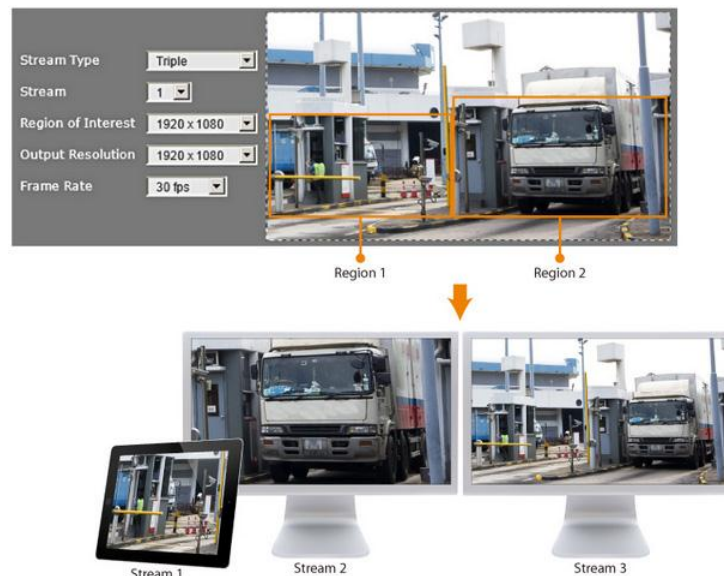 Stream Type Triple
Stream 1
Region of Interest 1920 x 1080
Output Resolution 1920 x 1080
Frame Rate 30 fps
Region 1 Region 2
Stream 1 Stream 2 Stream 3